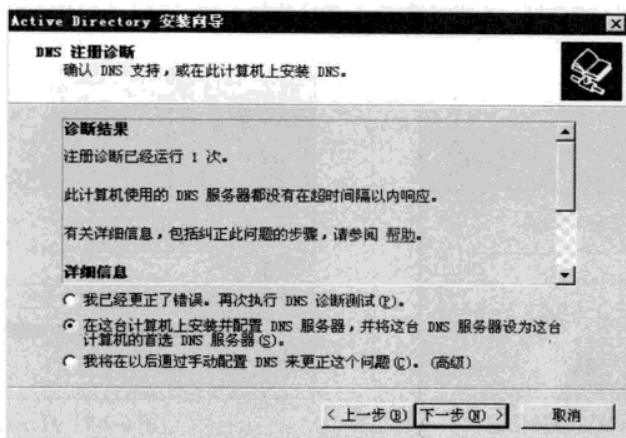 Active Directory 安装向导
DNS 注册诊断
确认 DNS 支持，或在此计算机上安装 DNS。
诊断结果
注册诊断已经运行 1 次。
此计算机使用的 DNS 服务器都没有在超时间隔以内响应。
有关详细信息，包括纠正此问题的步骤，请参阅 帮助。
详细信息
我已经更正了错误。再次执行 DNS 诊断测试(P)。
在这台计算机上安装并配置 DNS 服务器，并将这台 DNS 服务器设为这台
计算机的首选 DNS 服务器(S)。
我将在以后通过手动配置 DNS 来更正这个问题(C)。(高级)
< 上一步(B) 下一步(N) > 取消